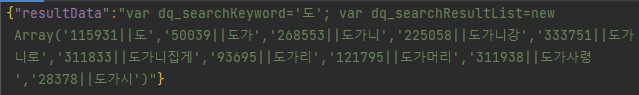 {"resultData":"var dq_searchKeyword='도'; var dq_searchResultList=new
Array('115931||도','50039||도가','268553||도가니','225058||도가니강','333751||도가
니로','311833||도가니집게','93695||도가리','121795||도가머리','311938||도가사령
','28378||도가시')"}